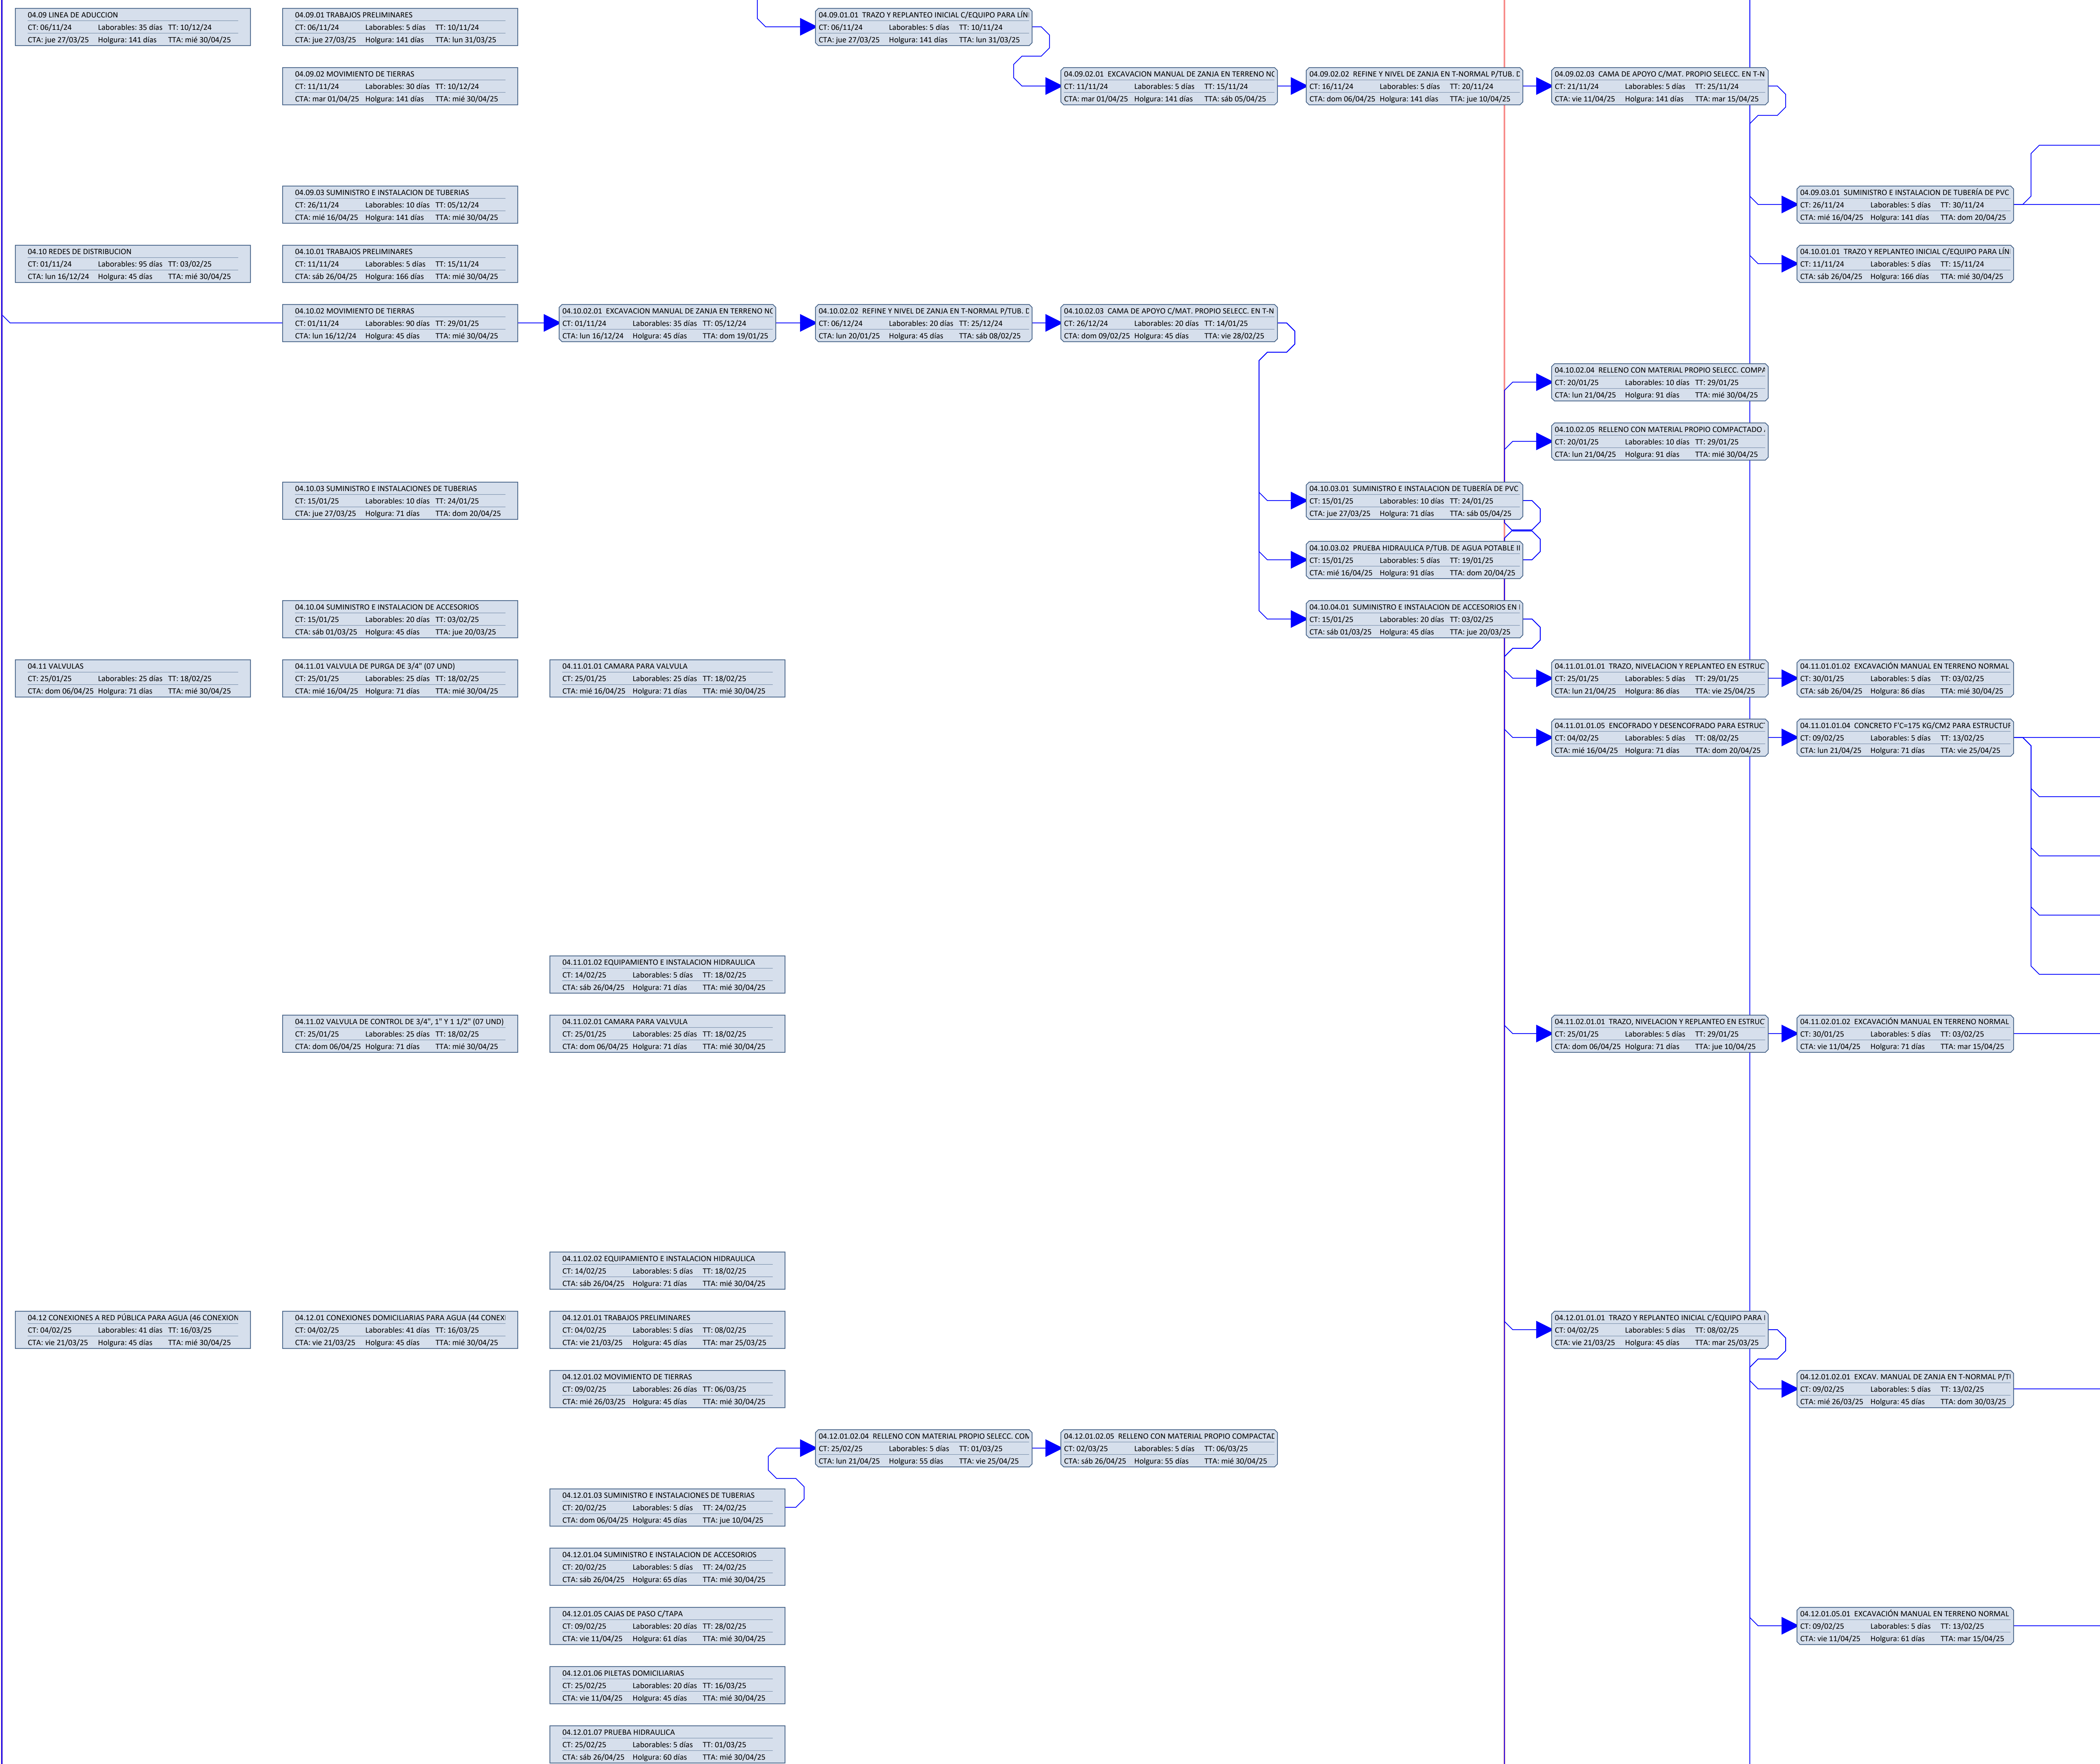 04.09 LINEA DE ADUCCION
CT: 06/11/24 Laborables: 35 días TT: 10/12/24
CTA: jue 27/03/25 Holgura: 141 días TTA: mié 30/04/25
04.09.01 TRABAJOS PRELIMINARES
CT: 06/11/24 Laborables: 5 días TT: 10/11/24
CTA: jue 27/03/25 Holgura: 141 días TTA: lun 31/03/25
04.09.01.01 TRAZO Y REPLANTEO INICIAL C/EQUIPO PARA LÍN
CT: 06/11/24 Laborables: 5 días TT: 10/11/24
CTA: jue 27/03/25 Holgura: 141 días TTA: lun 31/03/25
04.09.02 MOVIMIENTO DE TIERRAS
CT: 11/11/24 Laborables: 30 días TT: 10/12/24
CTA: mar 01/04/25 Holgura: 141 días TTA: mié 30/04/25
04.09.02.01 EXCAVACION MANUAL DE ZANJA EN TERRENO NO
CT: 11/11/24 Laborables: 5 días TT: 15/11/24
CTA: mar 01/04/25 Holgura: 141 días TTA: sáb 05/04/25
04.09.02.02 REFINE Y NIVEL DE ZANJA EN T-NORMAL P/TUB. D
CT: 16/11/24 Laborables: 5 días TT: 20/11/24
CTA: dom 06/04/25 Holgura: 141 días TTA: jue 10/04/25
04.09.02.03 CAMA DE APOYO C/MAT. PROPIO SELECC. EN T-N
CT: 21/11/24 Laborables: 5 días TT: 25/11/24
CTA: vie 11/04/25 Holgura: 141 días TTA: mar 15/04/25
04.09.03 SUMINISTRO E INSTALACION DE TUBERIAS
CT: 26/11/24 Laborables: 10 días TT: 05/12/24
CTA: mié 16/04/25 Holgura: 141 días TTA: mié 30/04/25
04.09.03.01 SUMINISTRO E INSTALACION DE TUBERÍA DE PVC
CT: 26/11/24 Laborables: 5 días TT: 30/11/24
CTA: mié 16/04/25 Holgura: 141 días TTA: dom 20/04/25
04.10 REDES DE DISTRIBUCION
CT: 01/11/24 Laborables: 95 días TT: 03/02/25
CTA: lun 16/12/24 Holgura: 45 días TTA: mié 30/04/25
04.10.01 TRABAJOS PRELIMINARES
CT: 11/11/24 Laborables: 5 días TT: 15/11/24
CTA: sáb 26/04/25 Holgura: 166 días TTA: mié 30/04/25
04.10.01.01 TRAZO Y REPLANTEO INICIAL C/EQUIPO PARA LÍN
CT: 11/11/24 Laborables: 5 días TT: 15/11/24
CTA: sáb 26/04/25 Holgura: 166 días TTA: mié 30/04/25
04.10.02 MOVIMIENTO DE TIERRAS
CT: 01/11/24 Laborables: 90 días TT: 29/01/25
CTA: lun 16/12/24 Holgura: 45 días TTA: mié 30/04/25
04.10.02.01 EXCAVACION MANUAL DE ZANJA EN TERRENO NO
CT: 01/11/24 Laborables: 35 días TT: 05/12/24
CTA: lun 16/12/24 Holgura: 45 días TTA: dom 19/01/25
04.10.02.02 REFINE Y NIVEL DE ZANJA EN T-NORMAL P/TUB. D
CT: 06/12/24 Laborables: 20 días TT: 25/12/24
CTA: lun 20/01/25 Holgura: 45 días TTA: sáb 08/02/25
04.10.02.03 CAMA DE APOYO C/MAT. PROPIO SELECC. EN T-N
CT: 26/12/24 Laborables: 20 días TT: 14/01/25
CTA: dom 09/02/25 Holgura: 45 días TTA: vie 28/02/25
04.10.02.04 RELLENO CON MATERIAL PROPIO SELECC. COMPA
CT: 20/01/25 Laborables: 10 días TT: 29/01/25
CTA: lun 21/04/25 Holgura: 91 días TTA: mié 30/04/25
04.10.02.05 RELLENO CON MATERIAL PROPIO COMPACTADO
CT: 20/01/25 Laborables: 10 días TT: 29/01/25
CTA: lun 21/04/25 Holgura: 91 días TTA: mié 30/04/25
04.10.03 SUMINISTRO E INSTALACIONES DE TUBERIAS
CT: 15/01/25 Laborables: 10 días TT: 24/01/25
CTA: jue 27/03/25 Holgura: 71 días TTA: dom 20/04/25
04.10.03.01 SUMINISTRO E INSTALACION DE TUBERÍA DE PVC
CT: 15/01/25 Laborables: 10 días TT: 24/01/25
CTA: jue 27/03/25 Holgura: 71 días TTA: sáb 05/04/25
04.10.03.02 PRUEBA HIDRAULICA P/TUB. DE AGUA POTABLE
CT: 15/01/25 Laborables: 5 días TT: 19/01/25
CTA: mié 16/04/25 Holgura: 91 días TTA: dom 20/04/25
04.10.04 SUMINISTRO E INSTALACION DE ACCESORIOS
CT: 15/01/25 Laborables: 20 días TT: 03/02/25
CTA: sáb 01/03/25 Holgura: 45 días TTA: jue 20/03/25
04.10.04.01 SUMINISTRO E INSTALACION DE ACCESORIOS EN
CT: 15/01/25 Laborables: 20 días TT: 03/02/25
CTA: sáb 01/03/25 Holgura: 45 días TTA: jue 20/03/25
04.11 VALVULAS
CT: 25/01/25 Laborables: 25 días TT: 18/02/25
CTA: dom 06/04/25 Holgura: 71 días TTA: mié 30/04/25
04.11.01 VALVULA DE PURGA DE 3/4" (07 UND)
CT: 25/01/25 Laborables: 25 días TT: 18/02/25
CTA: mié 16/04/25 Holgura: 71 días TTA: mié 30/04/25
04.11.01.01 CAMARA PARA VALVULA
CT: 25/01/25 Laborables: 25 días TT: 18/02/25
CTA: mié 16/04/25 Holgura: 71 días TTA: mié 30/04/25
04.11.01.01.01 TRAZO, NIVELACION Y REPLANTEO EN ESTRUC
CT: 25/01/25 Laborables: 5 días TT: 29/01/25
CTA: lun 21/04/25 Holgura: 86 días TTA: vie 25/04/25
04.11.01.01.02 EXCAVACIÓN MANUAL EN TERRENO NORMAL
CT: 30/01/25 Laborables: 5 días TT: 03/02/25
CTA: sáb 26/04/25 Holgura: 86 días TTA: mié 30/04/25
04.11.01.01.05 ENCOFRADO Y DESENCOFRADO PARA ESTRUCT
CT: 04/02/25 Laborables: 5 días TT: 08/02/25
CTA: mié 16/04/25 Holgura: 71 días TTA: dom 20/04/25
04.11.01.01.04 CONCRETO F'C=175 KG/CM2 PARA ESTRUCTUR
CT: 09/02/25 Laborables: 5 días TT: 13/02/25
CTA: lun 21/04/25 Holgura: 71 días TTA: vie 25/04/25
04.11.01.02 EQUIPAMIENTO E INSTALACION HIDRAULICA
CT: 14/02/25 Laborables: 5 días TT: 18/02/25
CTA: sáb 26/04/25 Holgura: 71 días TTA: mié 30/04/25
04.11.02 VALVULA DE CONTROL DE 3/4", 1" Y 1 1/2" (07 UND)
CT: 25/01/25 Laborables: 25 días TT: 18/02/25
CTA: dom 06/04/25 Holgura: 71 días TTA: mié 30/04/25
04.11.02.01 CAMARA PARA VALVULA
CT: 25/01/25 Laborables: 25 días TT: 18/02/25
CTA: dom 06/04/25 Holgura: 71 días TTA: mié 30/04/25
04.11.02.01.01 TRAZO, NIVELACION Y REPLANTEO EN ESTRUC
CT: 25/01/25 Laborables: 5 días TT: 29/01/25
CTA: dom 06/04/25 Holgura: 71 días TTA: jue 10/04/25
04.11.02.01.02 EXCAVACIÓN MANUAL EN TERRENO NORMAL
CT: 30/01/25 Laborables: 5 días TT: 03/02/25
CTA: vie 11/04/25 Holgura: 71 días TTA: mar 15/04/25
04.11.02.02 EQUIPAMIENTO E INSTALACION HIDRAULICA
CT: 14/02/25 Laborables: 5 días TT: 18/02/25
CTA: sáb 26/04/25 Holgura: 71 días TTA: mié 30/04/25
04.12 CONEXIONES A RED PÚBLICA PARA AGUA (46 CONEXION
CT: 04/02/25 Laborables: 41 días TT: 16/03/25
CTA: vie 21/03/25 Holgura: 45 días TTA: mié 30/04/25
04.12.01 CONEXIONES DOMICILIARIAS PARA AGUA (44 CONEX
CT: 04/02/25 Laborables: 41 días TT: 16/03/25
CTA: vie 21/03/25 Holgura: 45 días TTA: mié 30/04/25
04.12.01.01 TRABAJOS PRELIMINARES
CT: 04/02/25 Laborables: 5 días TT: 08/02/25
CTA: vie 21/03/25 Holgura: 45 días TTA: mar 25/03/25
04.12.01.01.01 TRAZO Y REPLANTEO INICIAL C/EQUIPO PARA
CT: 04/02/25 Laborables: 5 días TT: 08/02/25
CTA: vie 21/03/25 Holgura: 45 días TTA: mar 25/03/25
04.12.01.02 MOVIMIENTO DE TIERRAS
CT: 09/02/25 Laborables: 26 días TT: 06/03/25
CTA: mié 26/03/25 Holgura: 45 días TTA: mié 30/04/25
04.12.01.02.01 EXCAV. MANUAL DE ZANJA EN T-NORMAL P/T
CT: 09/02/25 Laborables: 5 días TT: 13/02/25
CTA: mié 26/03/25 Holgura: 45 días TTA: dom 30/03/25
04.12.01.02.04 RELLENO CON MATERIAL PROPIO SELECC. COM
CT: 25/02/25 Laborables: 5 días TT: 01/03/25
CTA: lun 21/04/25 Holgura: 55 días TTA: vie 25/04/25
04.12.01.02.05 RELLENO CON MATERIAL PROPIO COMPACTAD
CT: 02/03/25 Laborables: 5 días TT: 06/03/25
CTA: sáb 26/04/25 Holgura: 55 días TTA: mié 30/04/25
04.12.01.03 SUMINISTRO E INSTALACIONES DE TUBERIAS
CT: 20/02/25 Laborables: 5 días TT: 24/02/25
CTA: dom 06/04/25 Holgura: 45 días TTA: jue 10/04/25
04.12.01.04 SUMINISTRO E INSTALACION DE ACCESORIOS
CT: 20/02/25 Laborables: 5 días TT: 24/02/25
CTA: sáb 26/04/25 Holgura: 65 días TTA: mié 30/04/25
04.12.01.05 CAJAS DE PASO C/TAPA
CT: 09/02/25 Laborables: 20 días TT: 28/02/25
CTA: vie 11/04/25 Holgura: 61 días TTA: mié 30/04/25
04.12.01.05.01 EXCAVACIÓN MANUAL EN TERRENO NORMAL
CT: 09/02/25 Laborables: 5 días TT: 13/02/25
CTA: vie 11/04/25 Holgura: 61 días TTA: mar 15/04/25
04.12.01.06 PILETAS DOMICILIARIAS
CT: 25/02/25 Laborables: 20 días TT: 16/03/25
CTA: vie 11/04/25 Holgura: 45 días TTA: mié 30/04/25
04.12.01.07 PRUEBA HIDRAULICA
CT: 25/02/25 Laborables: 5 días TT: 01/03/25
CTA: sáb 26/04/25 Holgura: 60 días TTA: mié 30/04/25